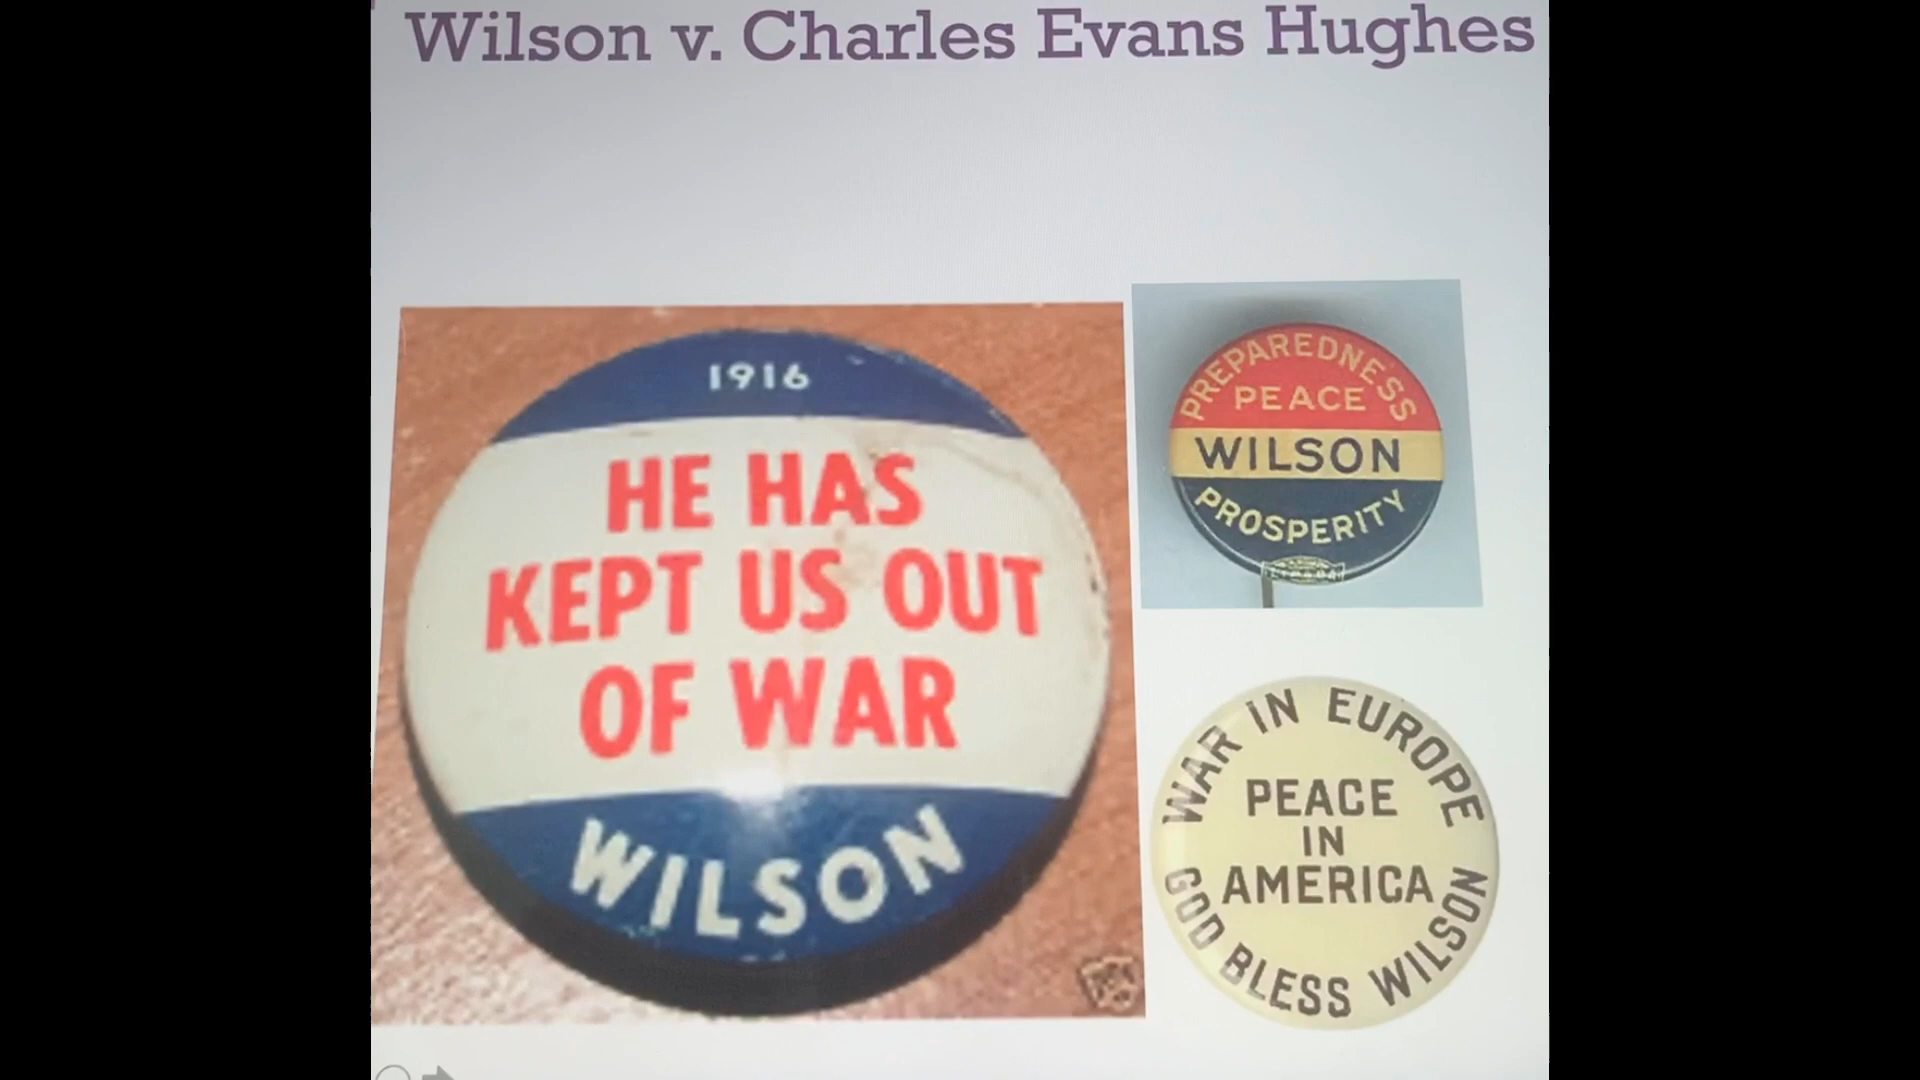 Wilson v. Charles Evans Hughes
1916
HE HAS
KEPT US OUT
OF WAR
WILSON
PREPAREDNESS
PEACE
WILSON
PROSPERITY
WAR IN EUROPE
PEACE
IN
AMERICA
GOD BLESS WILSON